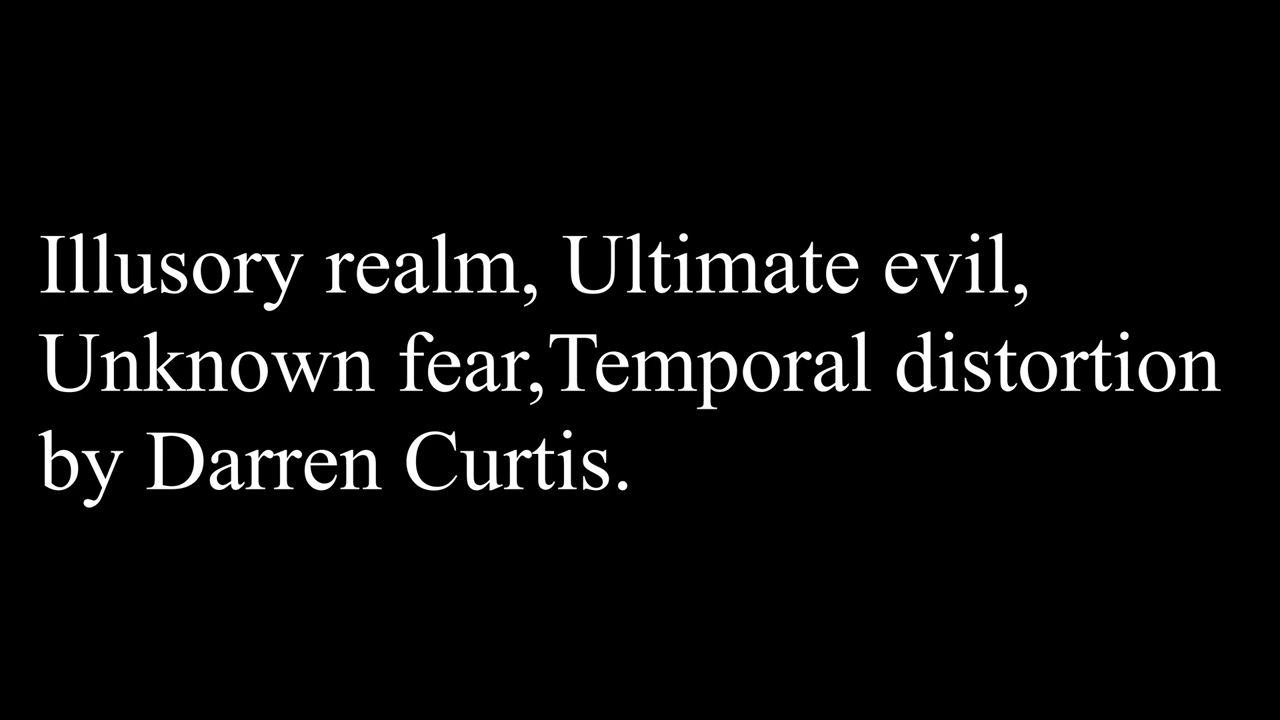 Illusory realm, Ultimate evil,
Unknown fear,Temporal distortion
by Darren Curtis.